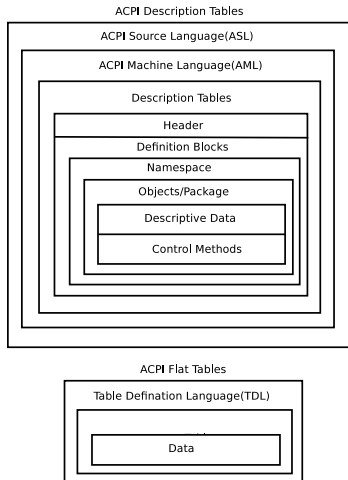 ACPI Description Tables
ACPI Source Language(ASL)
ACPI Machine Language(AML)
Description Tables
Header
Definition Blocks
Namespace
Objects/Package
Descriptive Data
Control Methods
ACPI Flat Tables
Table Defination Language(TDL)
Data